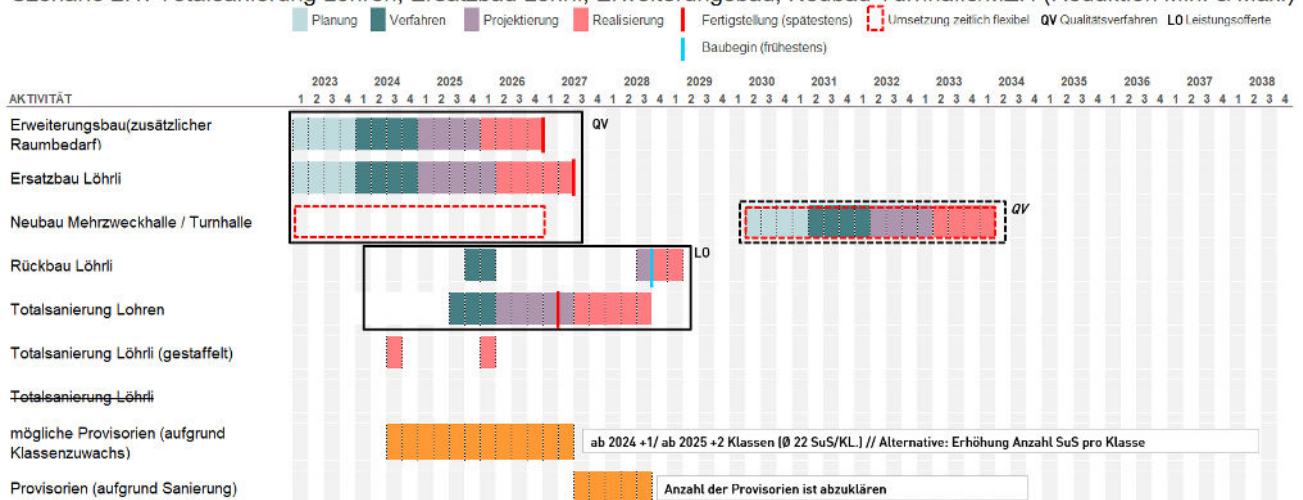 Planung Verfahren Projektierung Realisierung Fertigstellung (spätestens) Umsetzung zeitlich flexibel QV Qualitätsverfahren LO Leistungsofferte
Baubegin (frühestens)
2023 2024 2025 2026 2027 2028 2029 2030 2031 2032 2033 2034 2035 2036 2037 2038
AKTIVITÄT 1 2 3 4 1 2 3 4 1 2 3 4 1 2 3 4 1 2 3 4 1 2 3 4 1 2 3 4 1 2 3 4 1 2 3 4 1 2 3 4 1 2 3 4 1 2 3 4 1 2 3 4 1 2 3 4 1 2 3 4 1 2 3 4
Erweiterungsbau(zusätzlicher
Raumbedarf)
QV
Ersatzbau Löhrli
Neubau Mehrzweckhalle / Turnhalle
QV
Rückbau Löhrli
LO
Totalsanierung Lohren
Totalsanierung Löhrli (gestaffelt)
Totalsanierung Löhrli
mögliche Provisorien (aufgrund
Klassenzuwachs)
ab 2024 +1/ ab 2025 +2 Klassen (Ø 22 SuS/KL.) // Alternative: Erhöhung Anzahl SuS pro Klasse
Provisorien (aufgrund Sanierung)
Anzahl der Provisorien ist abzuklären